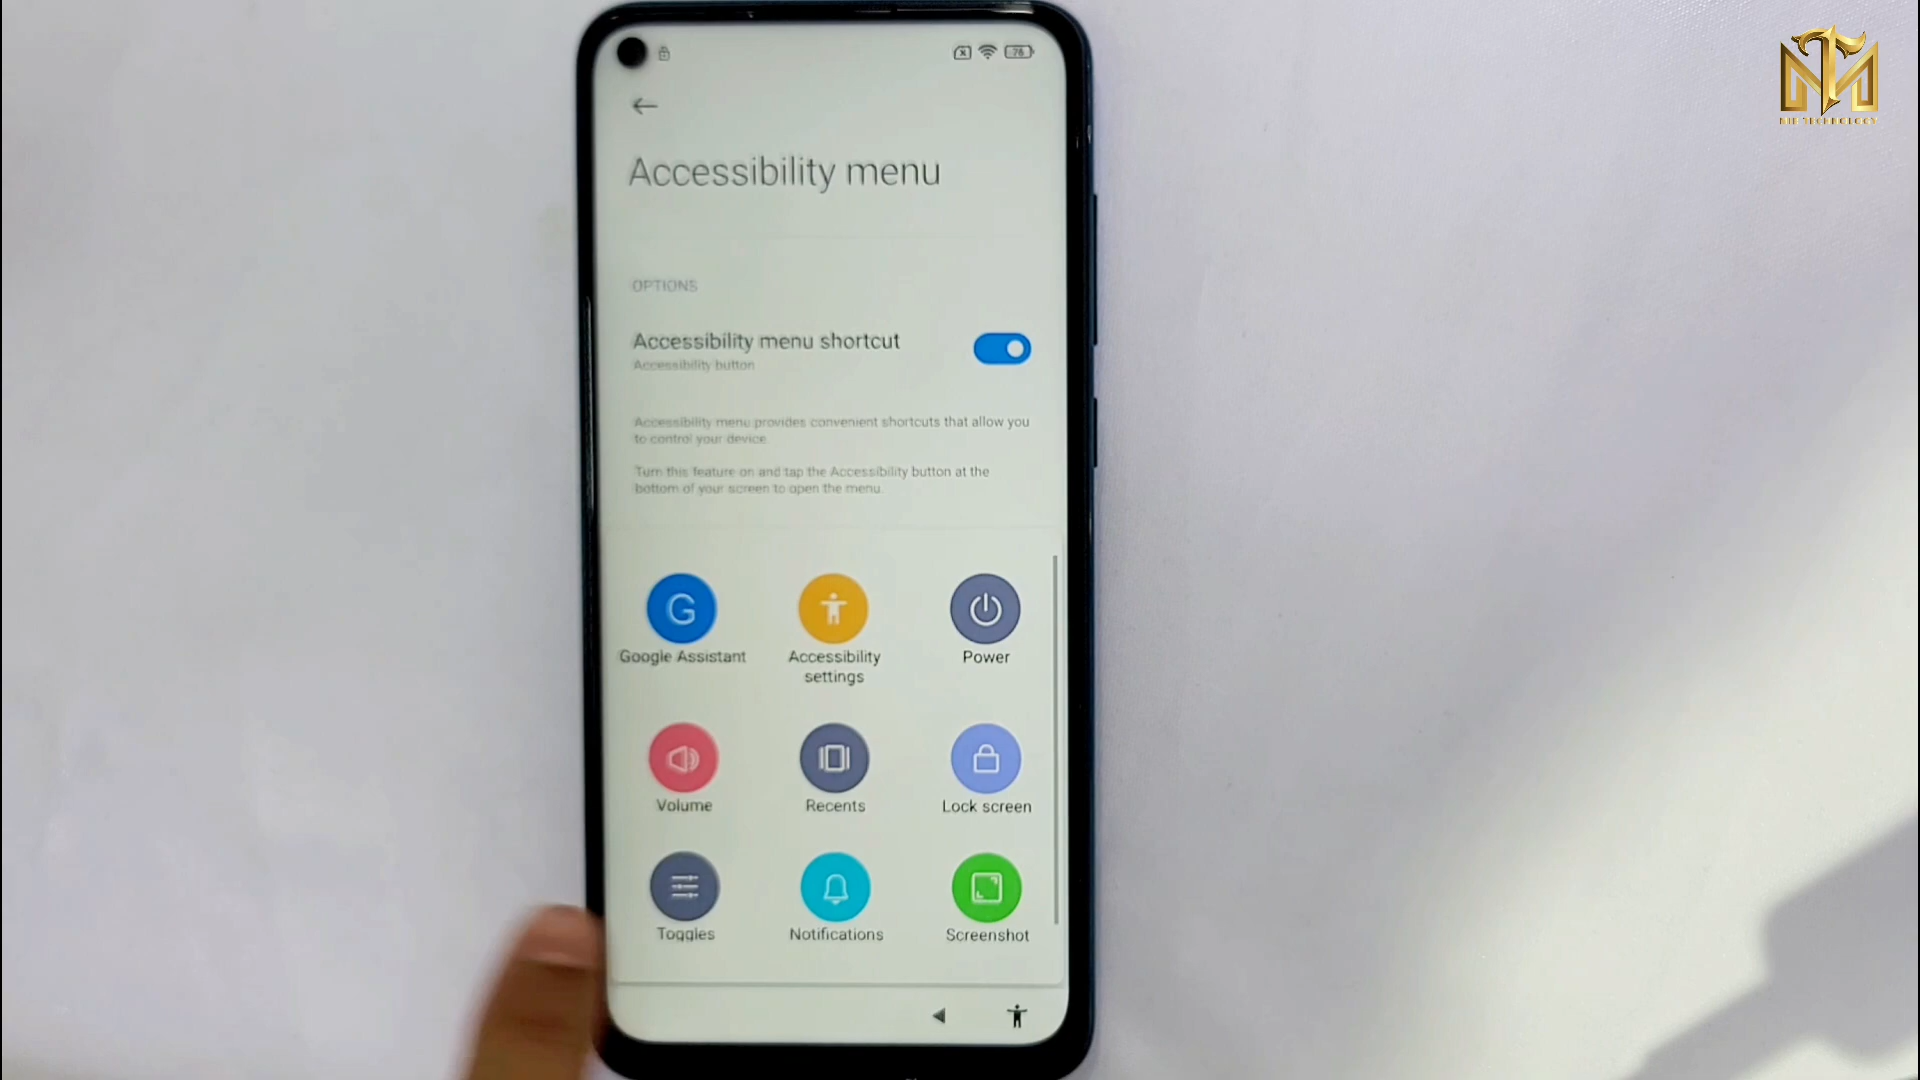 76
Accessibility menu
OPTIONS
Accessibility menu shortcut
Accessibility button
Accessibility menu provides convenient shortcuts that allow you
to control your device.
Turn this feature on and tap the Accessibility button at the
bottom of your screen to open the menu.
G
Google Assistant
Accessibility
settings
Power
Volume
Recents
Lock screen
Toggles
Notifications
Screenshot